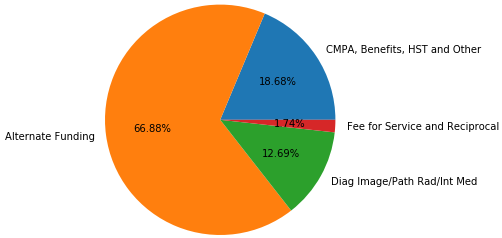 CMPA, Benefits, HST and Other
18.68%
66.88%
1.74%
Fee for Service and Reciprocal
Alternate Funding
12.69%
Diag Image/Path Rad/Int Med